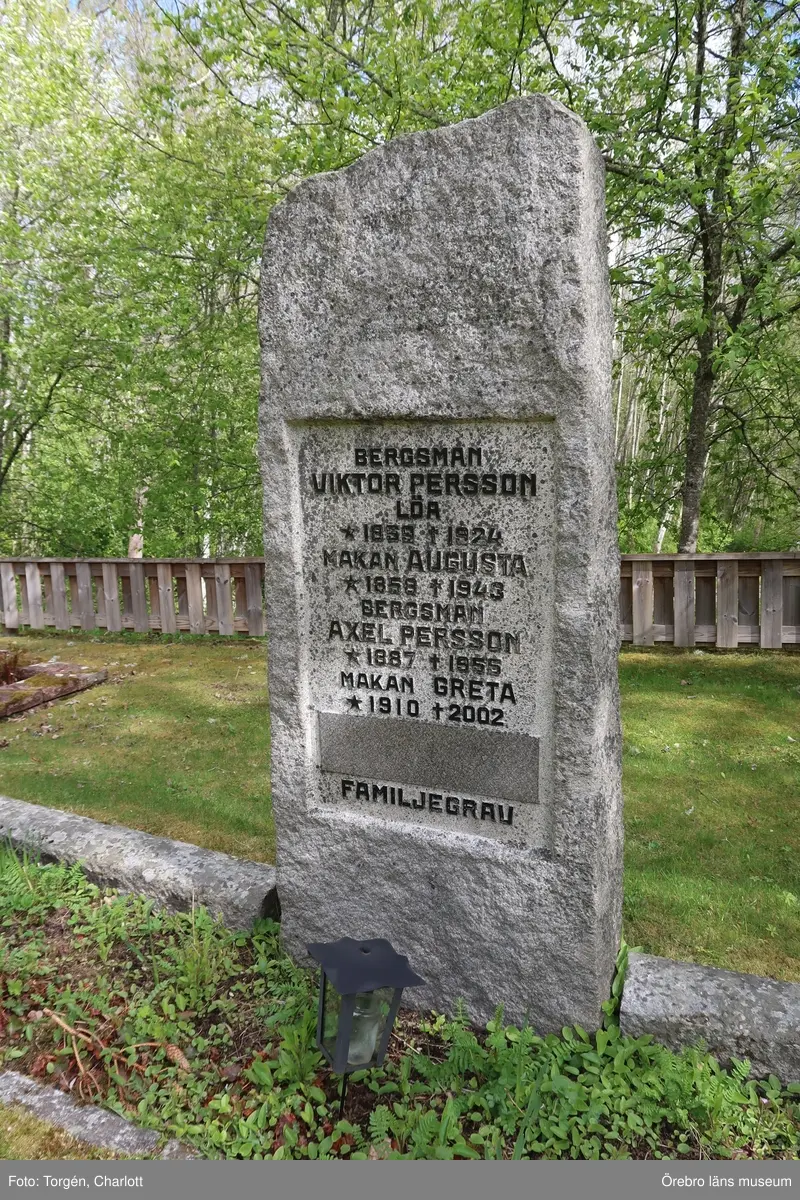 BERGSMAN
VIKTOR PERSSON
LÖA
★ 1859 † 1924
MAKAN AUGUSTA
★ 1858 † 1943
BERGSMAN
AXEL PERSSON
★ 1887 † 1955
MAKAN GRETA
★ 1910 † 2002
FAMILJEGRAV
Foto: Torgén, Charlott
Örebro läns museum